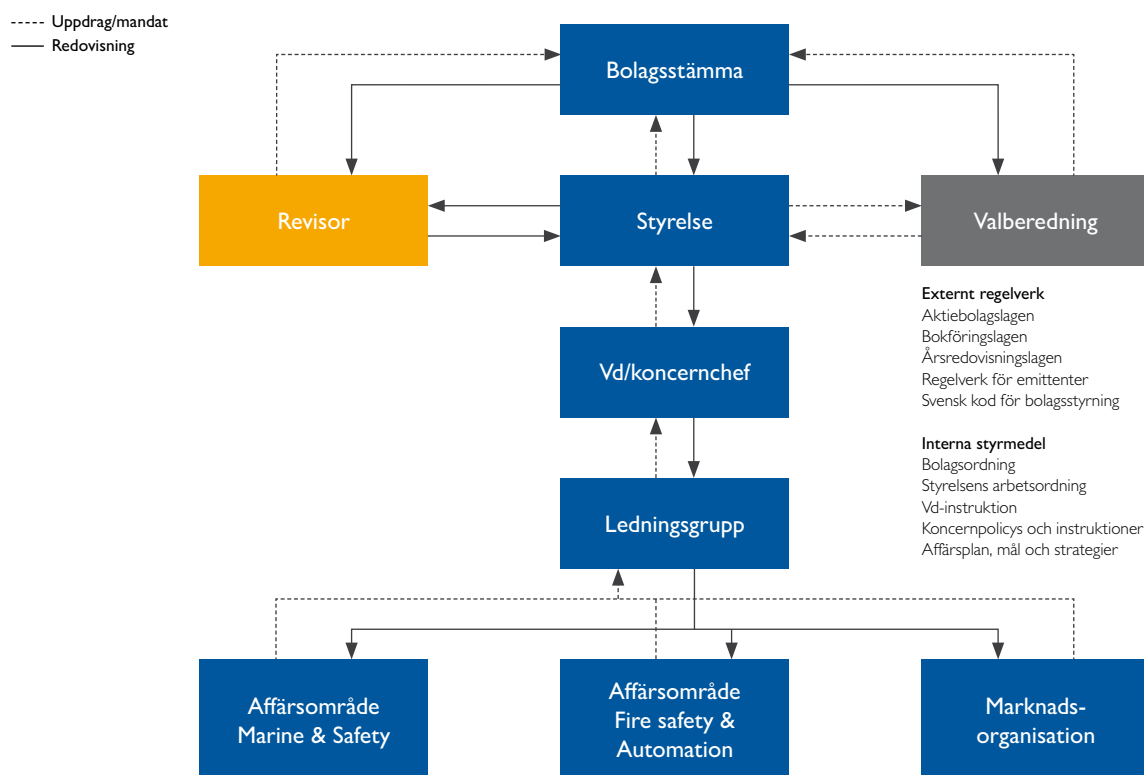 Uppdrag/mandat
Redovisning
Bolagsstämma
Revisor
Styrelse
Valberedning
Externt regelverk
Aktiebolagslagen
Bokföringslagen
Årsredovisningslagen
Regelverk för emittenter
Svensk kod för bolagsstyrning
Vd/koncernchef
Interna styrmedel
Bolagsordning
Styrelsens arbetsordning
Vd-instruktion
Koncernpolicys och instruktioner
Affärsplan, mål och strategier
Ledningsgrupp
Affärsområde
Marine & Safety
Affärsområde
Fire safety &
Automation
Marknads-
organisation